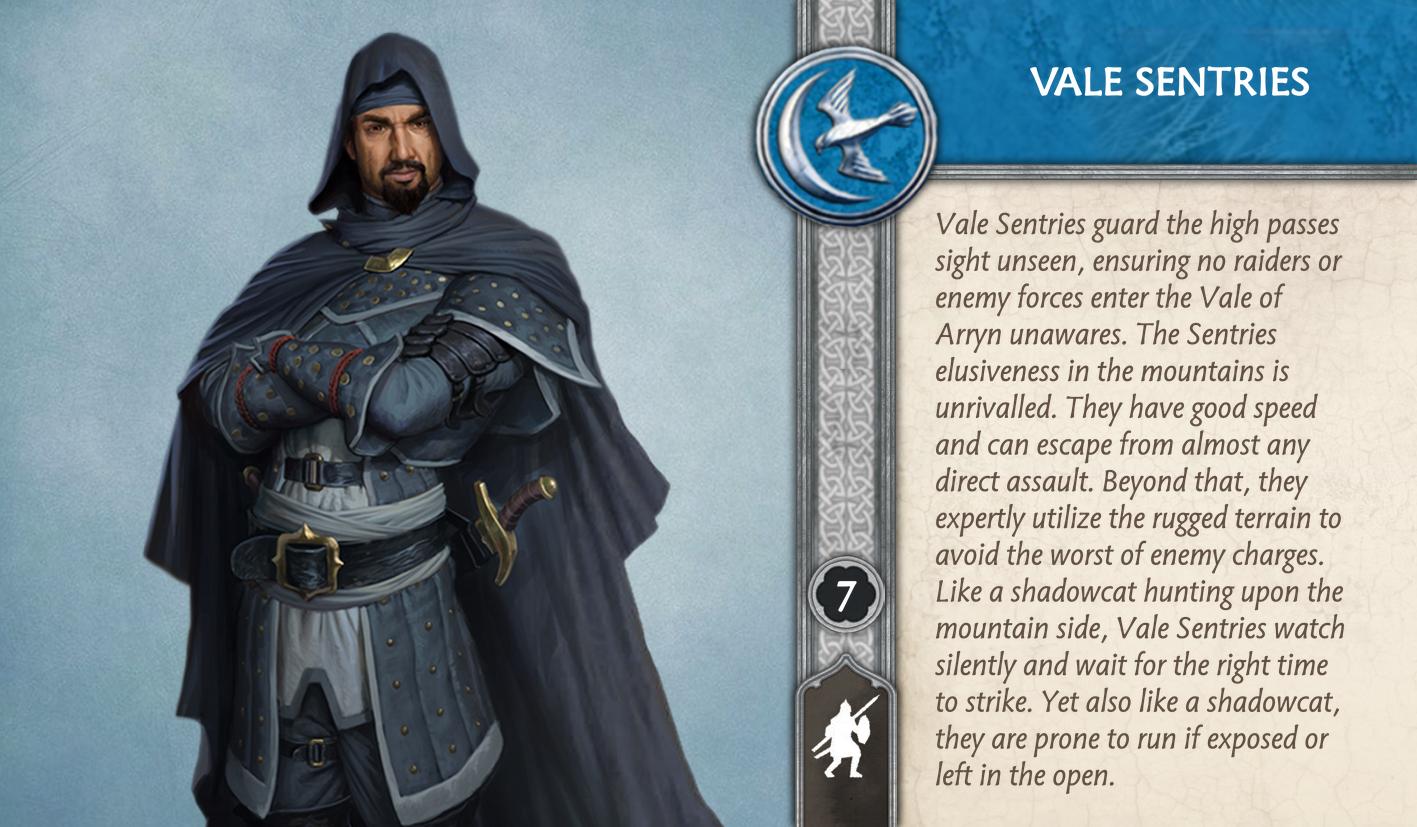 VALE SENTRIES
Vale Sentries guard the high passes
sight unseen, ensuring no raiders or
enemy forces enter the Vale of
Arryn unawares. The Sentries
elusiveness in the mountains is
unrivalled. They have good speed
and can escape from almost any
direct assault. Beyond that, they
expertly utilize the rugged terrain to
avoid the worst of enemy charges.
Like a shadowcat hunting upon the
mountain side, Vale Sentries watch
silently and wait for the right time
to strike. Yet also like a shadowcat,
they are prone to run if exposed or
left in the open.
7